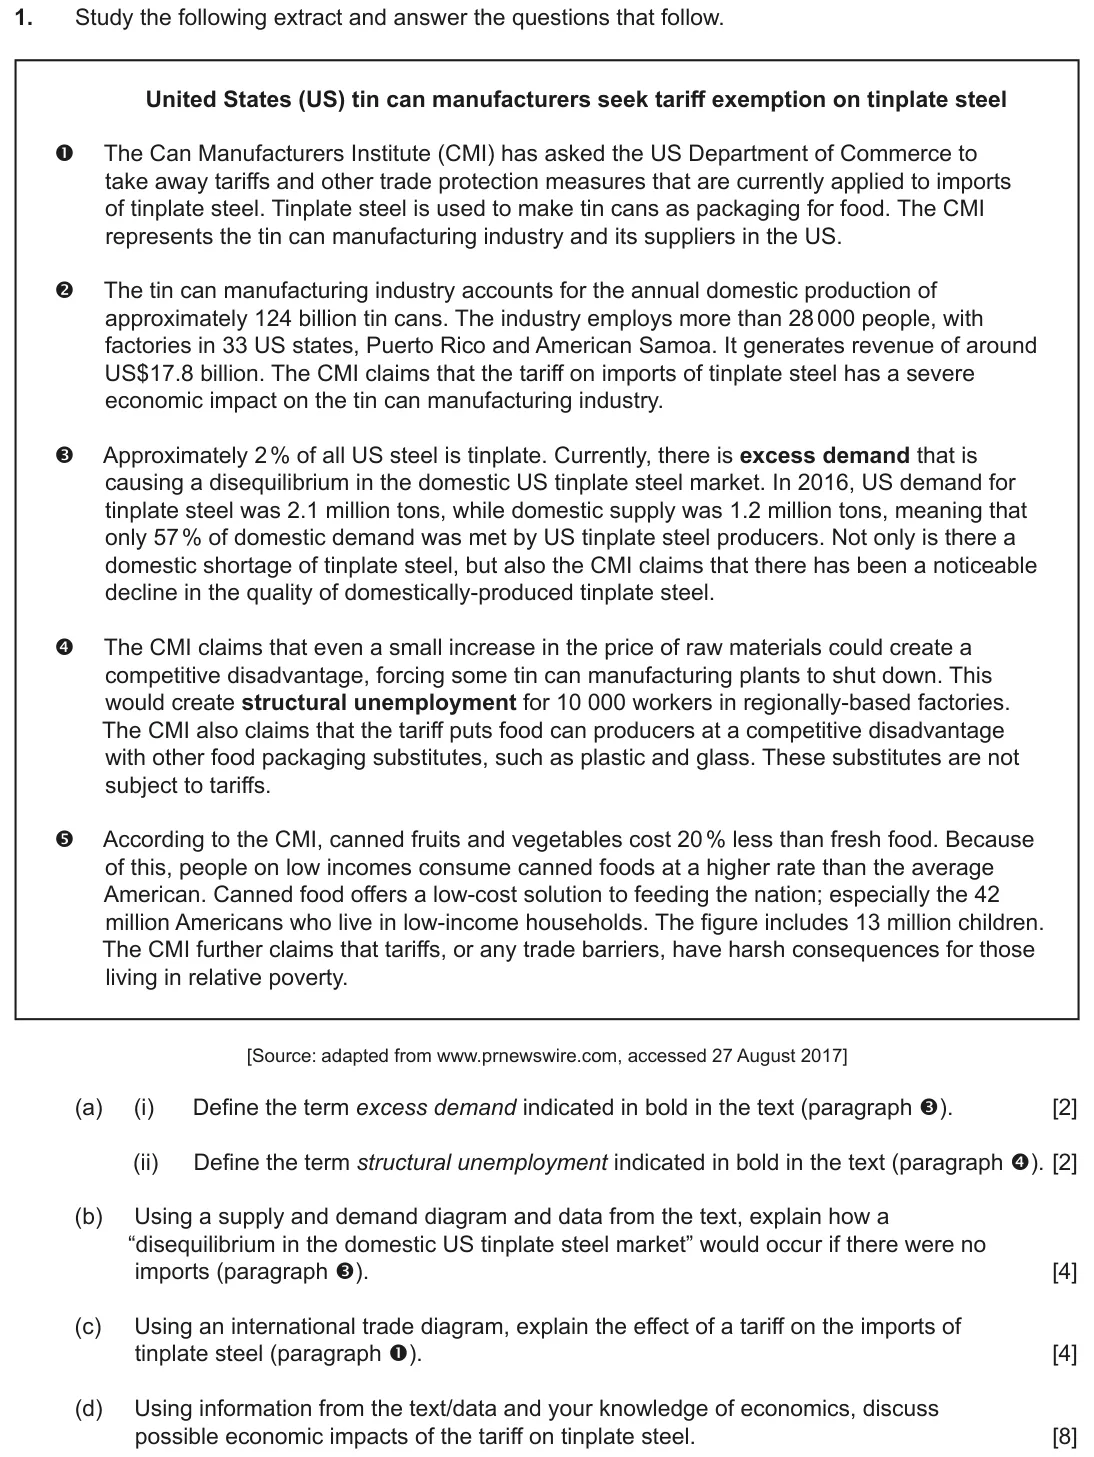 1. Study the following extract and answer the questions that follow.
United States (US) tin can manufacturers seek tariff exemption on tinplate steel
❶ The Can Manufacturers Institute (CMI) has asked the US Department of Commerce to
take away tariffs and other trade protection measures that are currently applied to imports
of tinplate steel. Tinplate steel is used to make tin cans as packaging for food. The CMI
represents the tin can manufacturing industry and its suppliers in the US.
❷ The tin can manufacturing industry accounts for the annual domestic production of
approximately 124 billion tin cans. The industry employs more than 28 000 people, with
factories in 33 US states, Puerto Rico and American Samoa. It generates revenue of around
US$17.8 billion. The CMI claims that the tariff on imports of tinplate steel has a severe
economic impact on the tin can manufacturing industry.
❸ Approximately 2 % of all US steel is tinplate. Currently, there is excess demand that is
causing a disequilibrium in the domestic US tinplate steel market. In 2016, US demand for
tinplate steel was 2.1 million tons, while domestic supply was 1.2 million tons, meaning that
only 57 % of domestic demand was met by US tinplate steel producers. Not only is there a
domestic shortage of tinplate steel, but also the CMI claims that there has been a noticeable
decline in the quality of domestically-produced tinplate steel.
❹ The CMI claims that even a small increase in the price of raw materials could create a
competitive disadvantage, forcing some tin can manufacturing plants to shut down. This
would create structural unemployment for 10 000 workers in regionally-based factories.
The CMI also claims that the tariff puts food can producers at a competitive disadvantage
with other food packaging substitutes, such as plastic and glass. These substitutes are not
subject to tariffs.
❺ According to the CMI, canned fruits and vegetables cost 20 % less than fresh food. Because
of this, people on low incomes consume canned foods at a higher rate than the average
American. Canned food offers a low-cost solution to feeding the nation; especially the 42
million Americans who live in low-income households. The figure includes 13 million children.
The CMI further claims that tariffs, or any trade barriers, have harsh consequences for those
living in relative poverty.
[Source: adapted from www.prnewswire.com, accessed 27 August 2017]
(a) (i) Define the term excess demand indicated in bold in the text (paragraph ❸). [2]
(ii) Define the term structural unemployment indicated in bold in the text (paragraph ❹). [2]
(b) Using a supply and demand diagram and data from the text, explain how a
“disequilibrium in the domestic US tinplate steel market” would occur if there were no
imports (paragraph ❸). [4]
(c) Using an international trade diagram, explain the effect of a tariff on the imports of
tinplate steel (paragraph ❶). [4]
(d) Using information from the text/data and your knowledge of economics, discuss
possible economic impacts of the tariff on tinplate steel. [8]